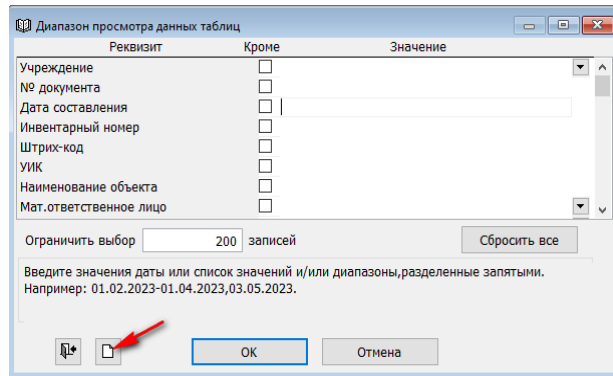 Диапазон просмотра данных таблиц
Реквизит Кроме Значение
Учреждение
№ документа
Дата составления
Инвентарный номер
Штрих-код
УИК
Наименование объекта
Мат.ответственное лицо
Ограничить выбор 200 записей Сбросить все
Введите значения даты или список значений и/или диапазоны,разделенные запятыми.
Например: 01.02.2023-01.04.2023,03.05.2023.
ОК Отмена